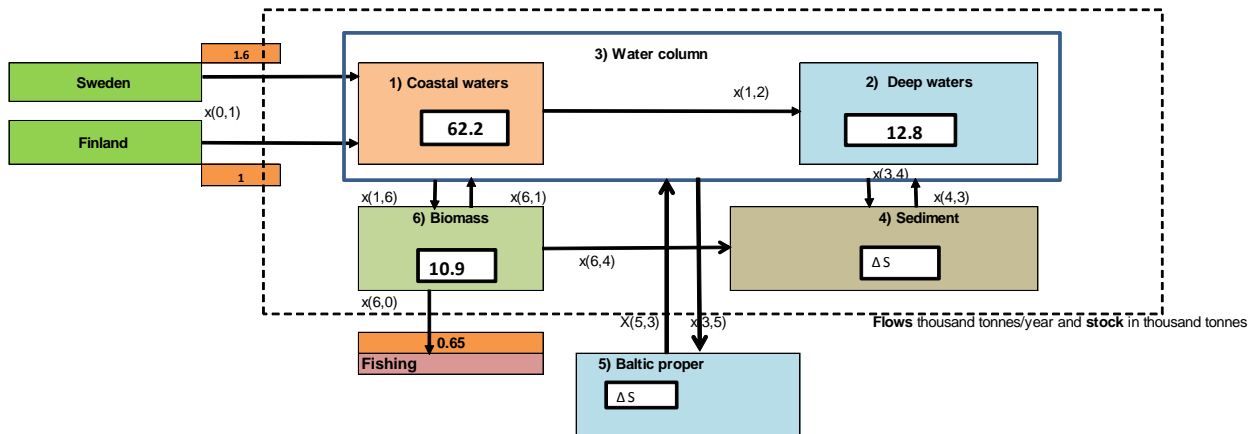 1.6
3) Water column
Sweden
1) Coastal waters
2) Deep waters
x(1,2)
x(0,1)
62.2
12.8
Finland
1
x(3,4)
x(1,6)
x(6,1)
x(4,3)
6) Biomass
4) Sediment
10.9
x(6,4)
Δ S
x(6,0)
X(5,3)
x(3,5)
Flows thousand tonnes/year and stock in thousand tonnes
0.65
Fishing
5) Baltic proper
Δ S